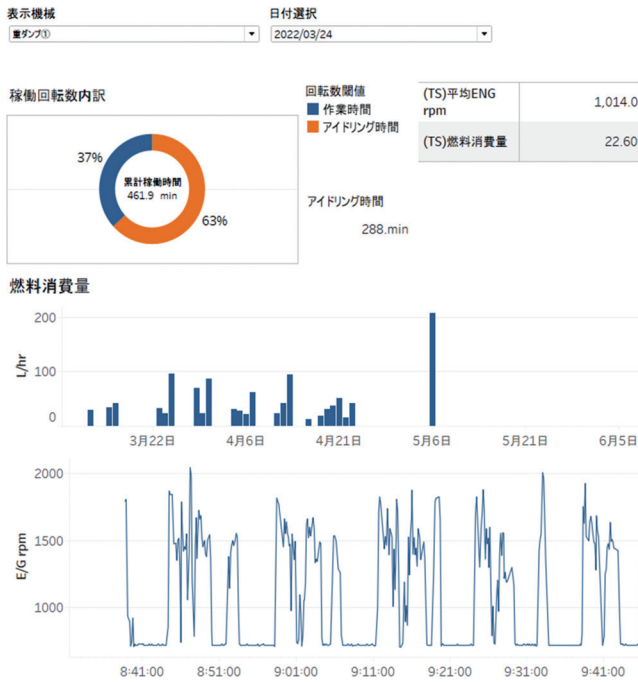 表示機械
日付選択
重ダンプ①
2022/03/24
稼働回転数内訳
回転数閾値
作業時間
アイドリング時間
(TS)平均ENG
rpm
1,014.0
(TS)燃料消費量
22.60
37%
累計稼働時間
461.9 min
63%
アイドリング時間
288.min
燃料消費量
200
L/hr
100
0
3月22日
4月6日
4月21日
5月6日
5月21日
6月5日
2000
E/G rpm
1500
1000
8:41:00
8:51:00
9:01:00
9:11:00
9:21:00
9:31:00
9:41:00